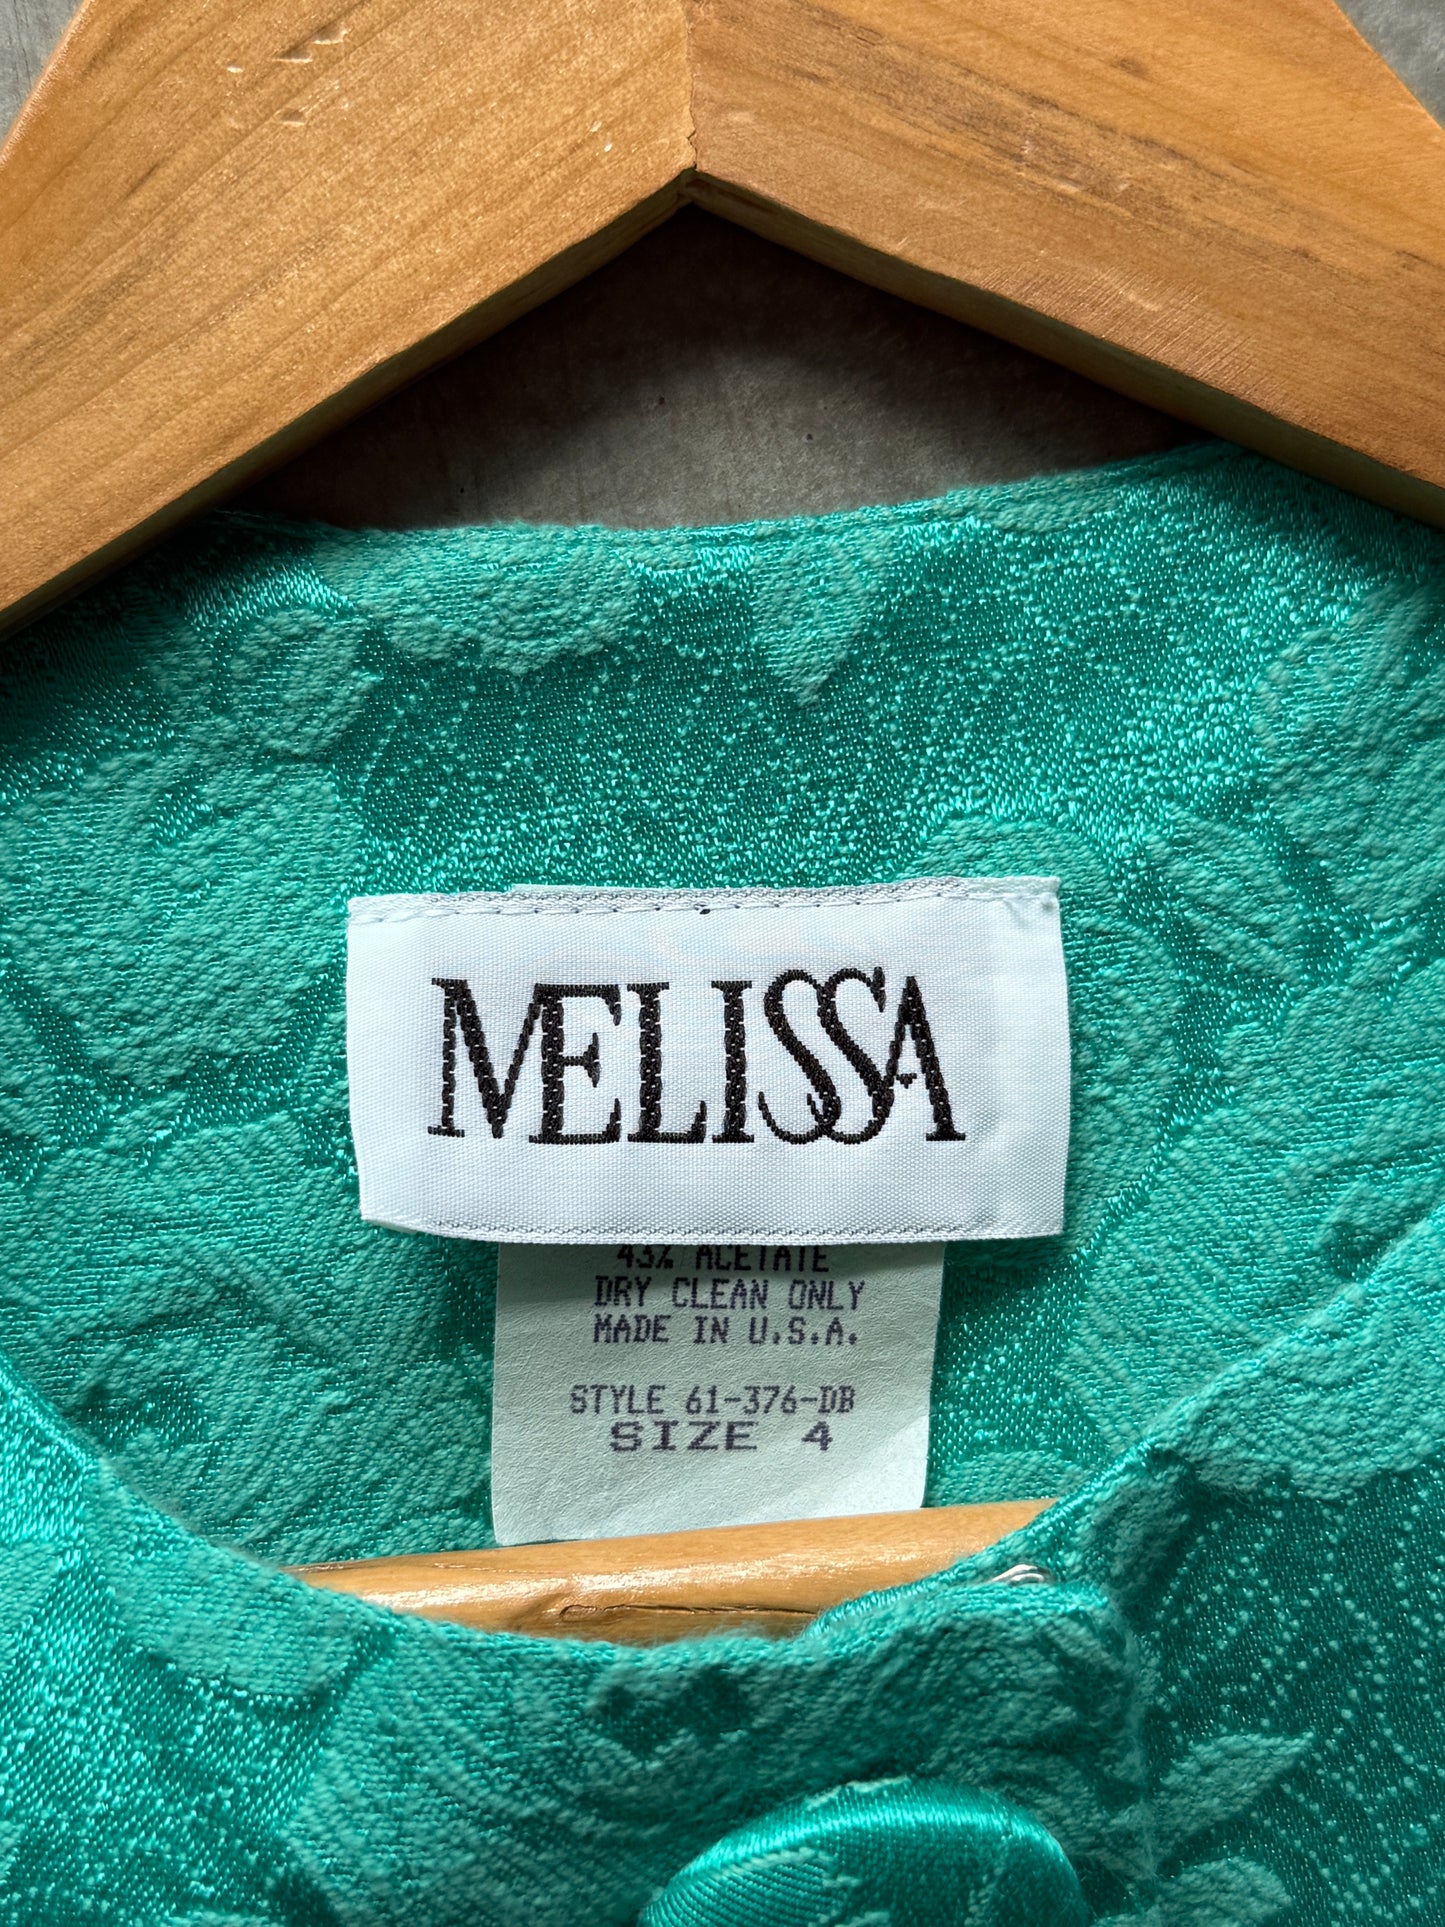 MELISSA
43% ACETATE
DRY CLEAN ONLY
MADE IN U.S.A.
STYLE 61-376-DB
SIZE 4